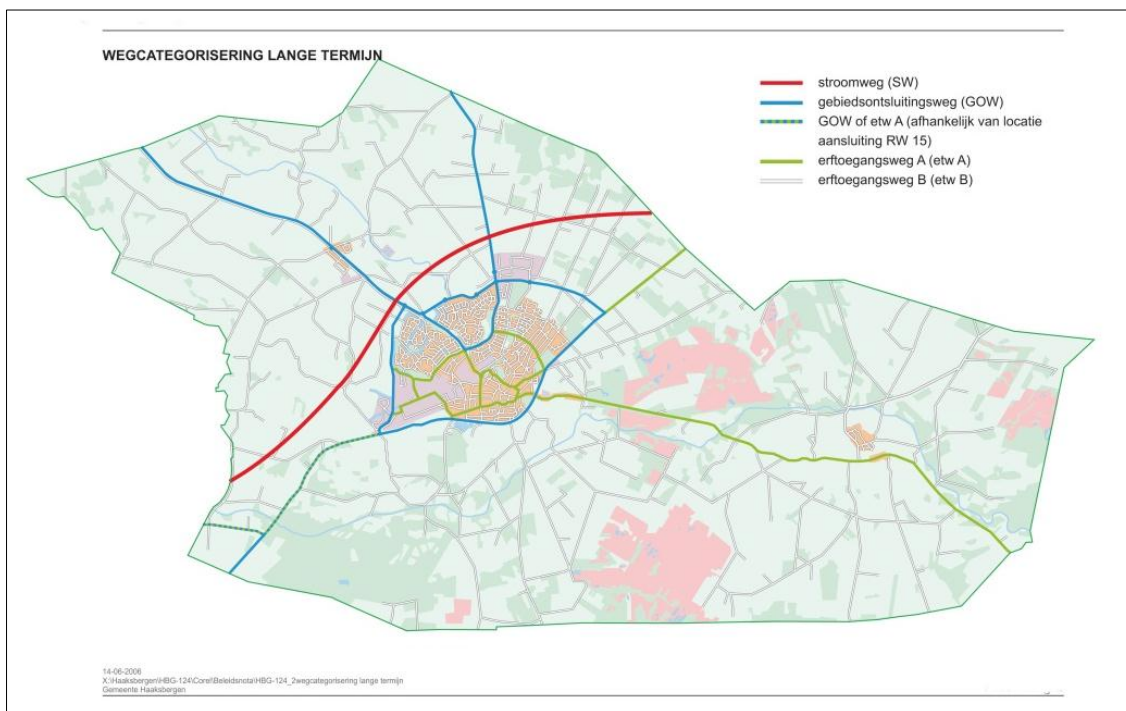 WEGCATEGORISERING LANGE TERMIJN
stroomweg (SW)
gebiedsontsluitingsweg (GOW)
GOW of etw A (afhankelijk van locatie
aansluiting RW 15)
erftoegangsweg A (etw A)
erftoegangsweg B (etw B)
14-06-2006
X:\Haaksbergen\HBG-124\Corel\Beleidsnota\HBG-124_2wegcategorisering lange termijn
Gemeente Haaksbergen